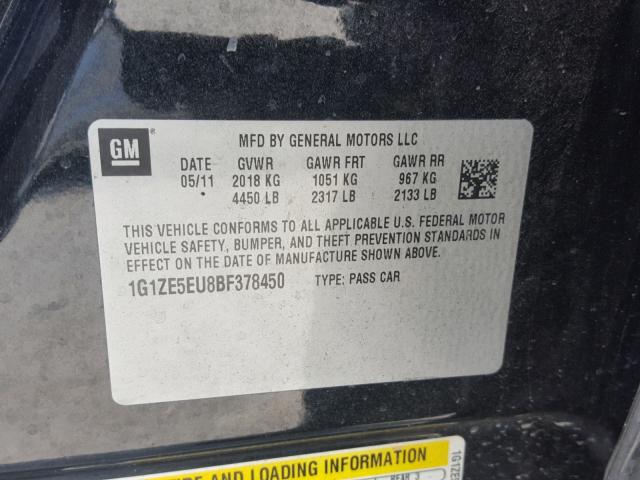 GM
MFD BY GENERAL MOTORS LLC
DATE GVWR GAWR FRT GAWR RR
05/11 2018 KG 1051 KG 967 KG
4450 LB 2317 LB 2133 LB
THIS VEHICLE CONFORMS TO ALL APPLICABLE U.S. FEDERAL MOTOR
VEHICLE SAFETY, BUMPER, AND THEFT PREVENTION STANDARDS IN
EFFECT ON THE DATE OF MANUFACTURE SHOWN ABOVE.
1G1ZE5EU8BF378450 TYPE: PASS CAR
AND LOADING INFORMATION
REAR
1G1ZE